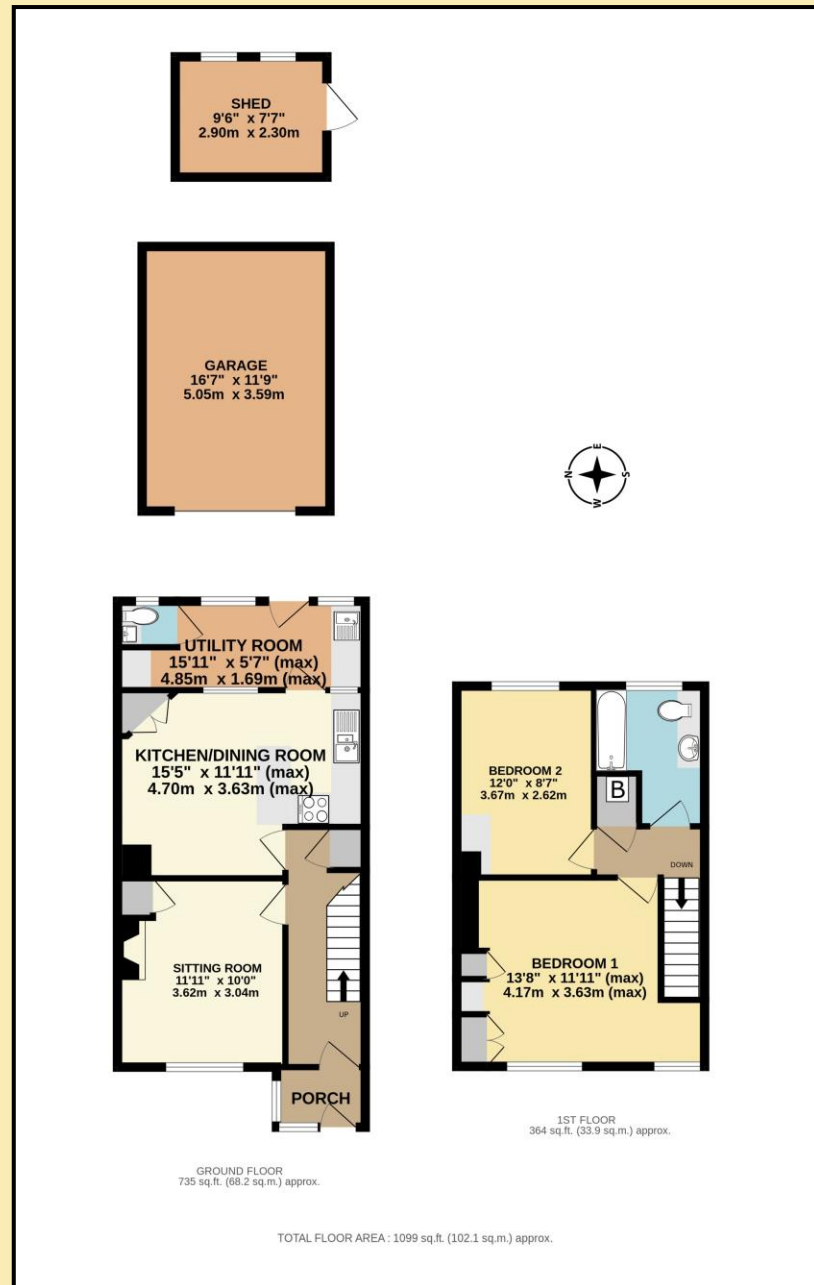 SHED
9'6" x 7'7"
2.90m x 2.30m
GARAGE
16'7" x 11'9"
5.05m x 3.59m
E
N
S
W
UTILITY ROOM
15'11" x 5'7" (max)
4.85m x 1.69m (max)
KITCHEN/DINING ROOM
15'5" x 11'11" (max)
4.70m x 3.63m (max)
SITTING ROOM
11'11" x 10'0"
3.62m x 3.04m
UP
PORCH
BEDROOM 2
12'0" x 8'7"
3.67m x 2.62m
B
DOWN
BEDROOM 1
13'8" x 11'11" (max)
4.17m x 3.63m (max)
1ST FLOOR
364 sq.ft. (33.9 sq.m.) approx.
GROUND FLOOR
735 sq.ft. (68.2 sq.m.) approx.
TOTAL FLOOR AREA : 1099 sq.ft. (102.1 sq.m.) approx.